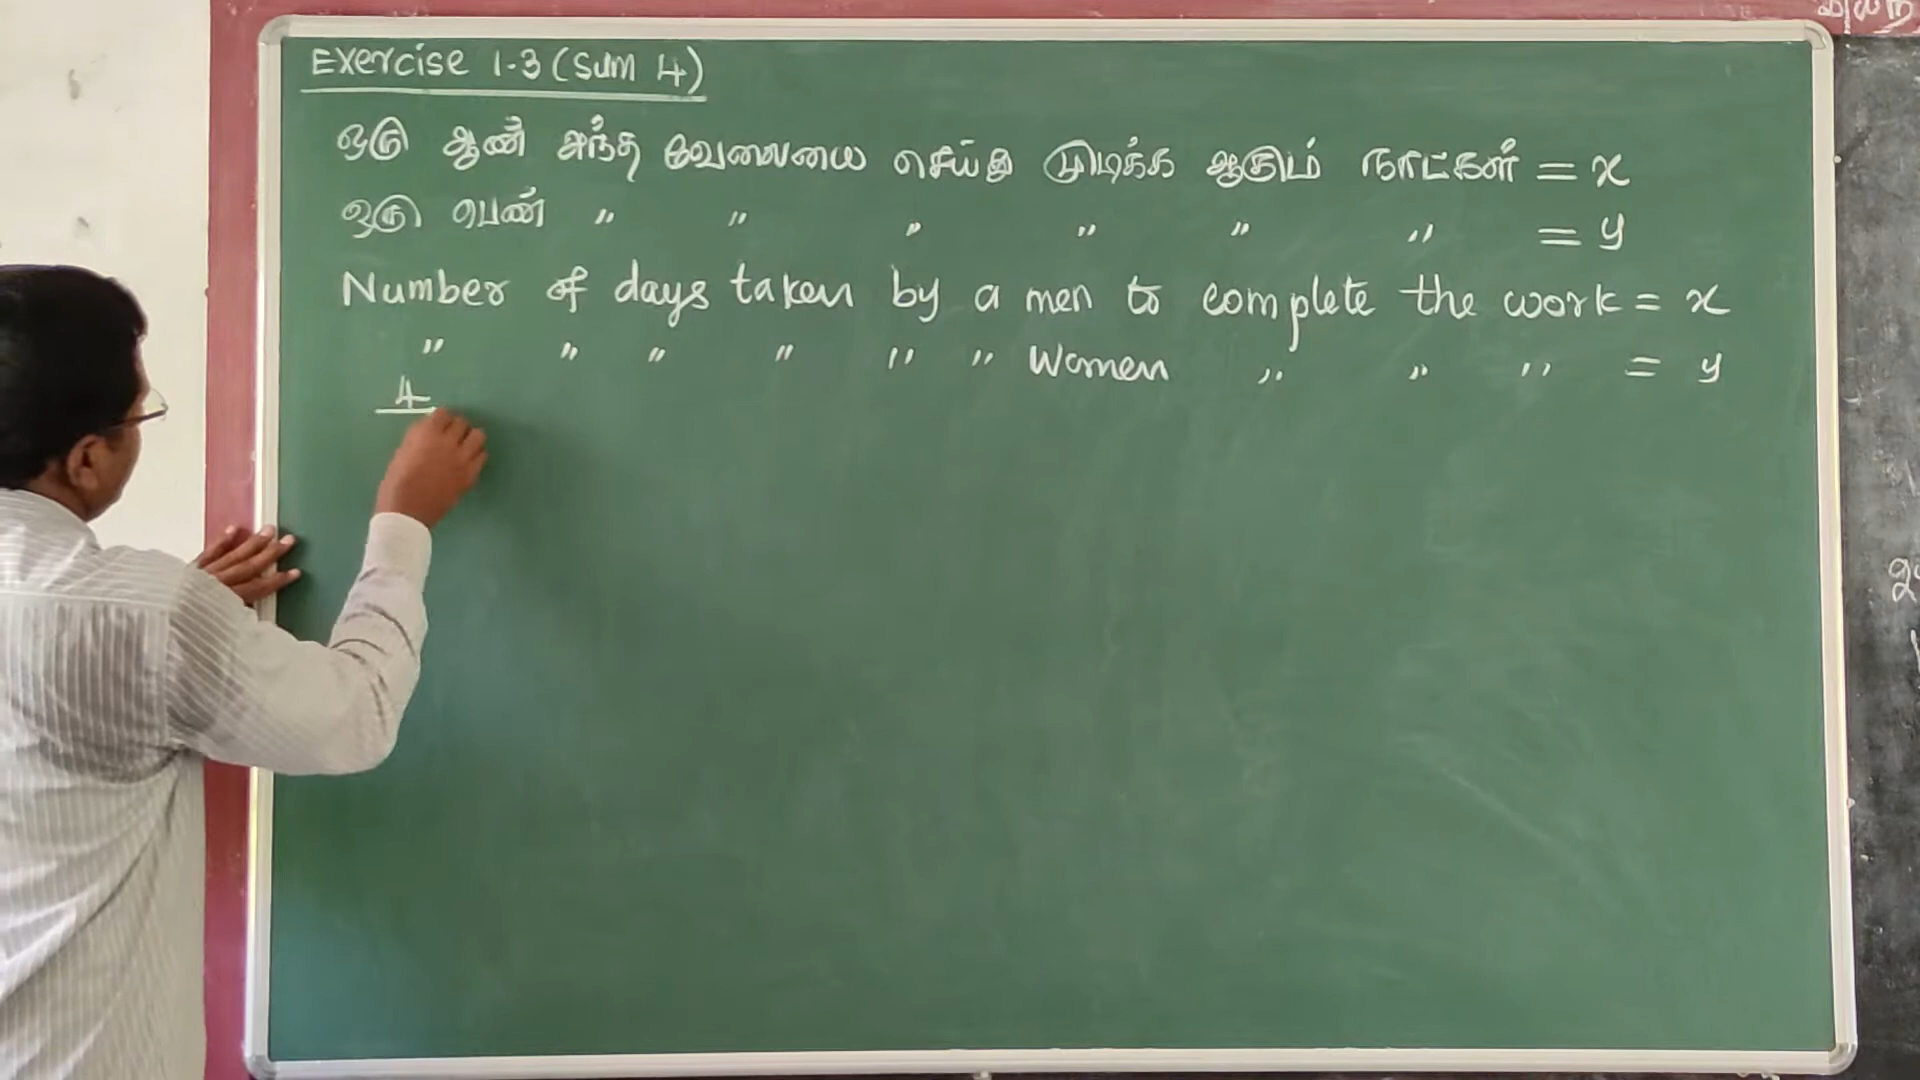 Exercise 1.3 (Sum 4)
ஒரு ஆண் அந்த வேலையை செய்து முடிக்க ஆகும் நாட்கள் = x
ஒரு பெண் " " " " " " = y
Number of days taken by a men to complete the work = x
" " " " " " Women " " " = y
4